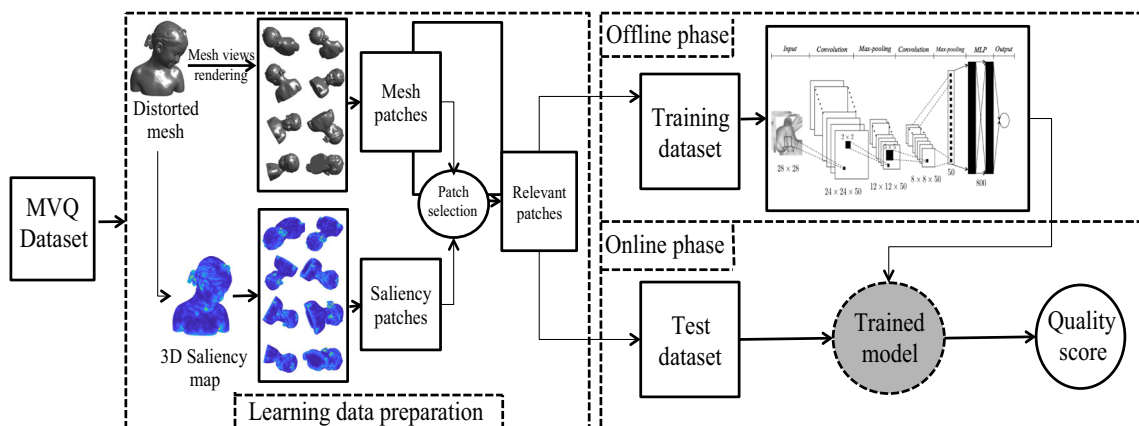 MVQ
Dataset
Distorted
mesh
Mesh views
rendering
3D Saliency
map
Mesh
patches
Saliency
patches
Patch
selection
Relevant
patches
Learning data preparation
Offline phase
Training
dataset
Input Convolution Max-pooling Convolution Max-pooling MLP Output
2 × 2
28 × 28
24 × 24 × 50
12 × 12 × 50
8 × 8 × 50
50
800
Online phase
Test
dataset
Trained
model
Quality
score